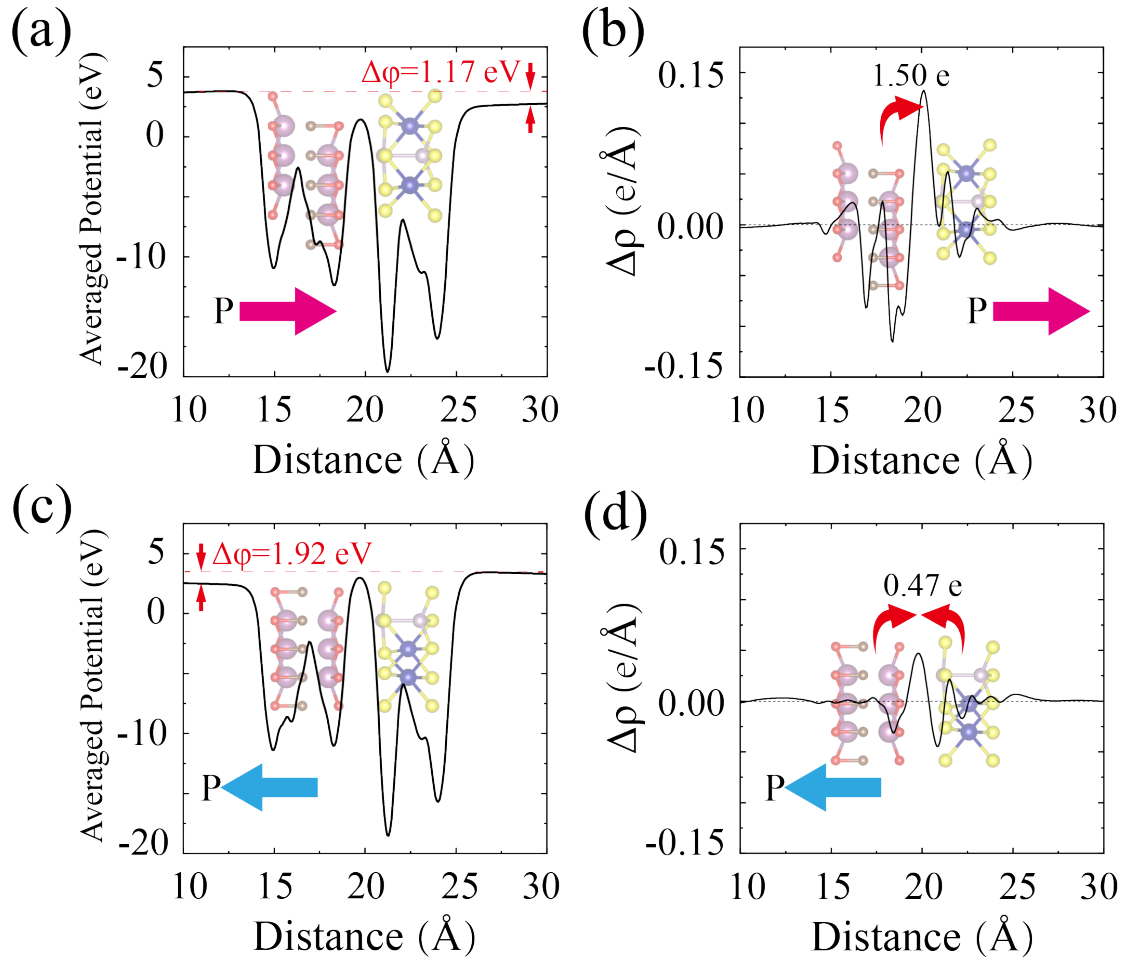 (a)
Averaged Potential (eV)
5
0
-10
-20
Δφ=1.17 eV
P
10 15 20 25 30
Distance (Å)
(b)
Δρ (e/Å)
0.15
0.00
-0.15
1.50 e
P
10 15 20 25 30
Distance (Å)
(c)
Averaged Potential (eV)
5
0
-10
-20
Δφ=1.92 eV
P
10 15 20 25 30
Distance (Å)
(d)
Δρ (e/Å)
0.15
0.00
-0.15
0.47 e
P
10 15 20 25 30
Distance (Å)